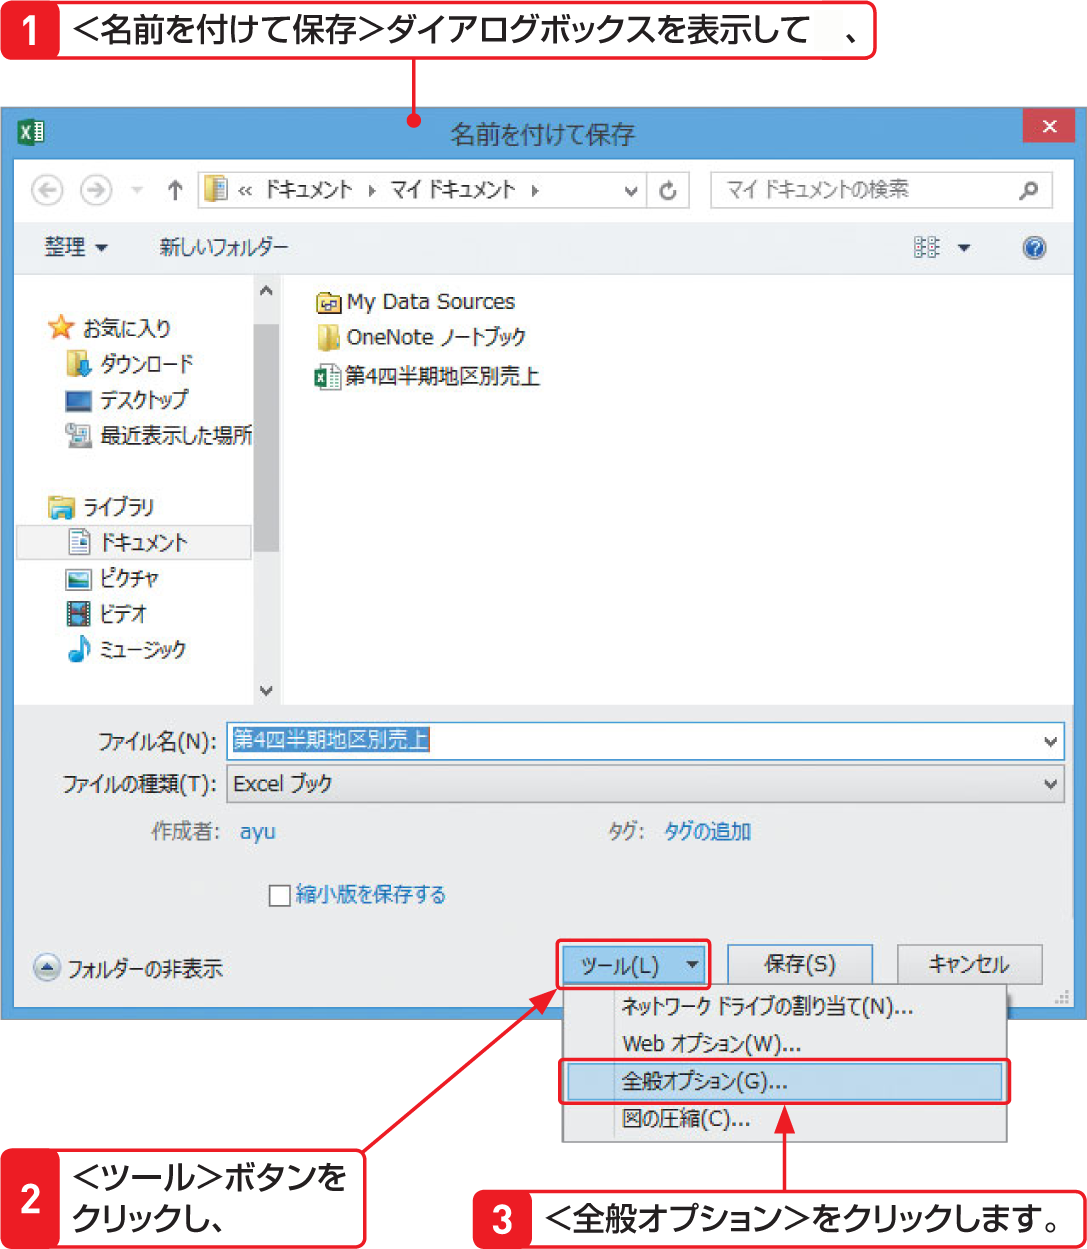 1 <名前を付けて保存>ダイアログボックスを表示して 、
名前を付けて保存
« ドキュメント マイ ドキュメント
マイ ドキュメントの検索
整理 新しいフォルダー
お気に入り
ダウンロード
デスクトップ
最近表示した場所
ライブラリ
ドキュメント
ピクチャ
ビデオ
ミュージック
My Data Sources
OneNote ノートブック
第4四半期地区別売上
ファイル名(N): 第4四半期地区別売上
ファイルの種類(T): Excel ブック
作成者: ayu タグ: タグの追加
縮小版を保存する
フォルダーの非表示 ツール(L) 保存(S) キャンセル
ネットワーク ドライブの割り当て(N)...
Web オプション(W)...
全般オプション(G)...
図の圧縮(C)...
2 <ツール>ボタンを
クリックし、
3 <全般オプション>をクリックします。